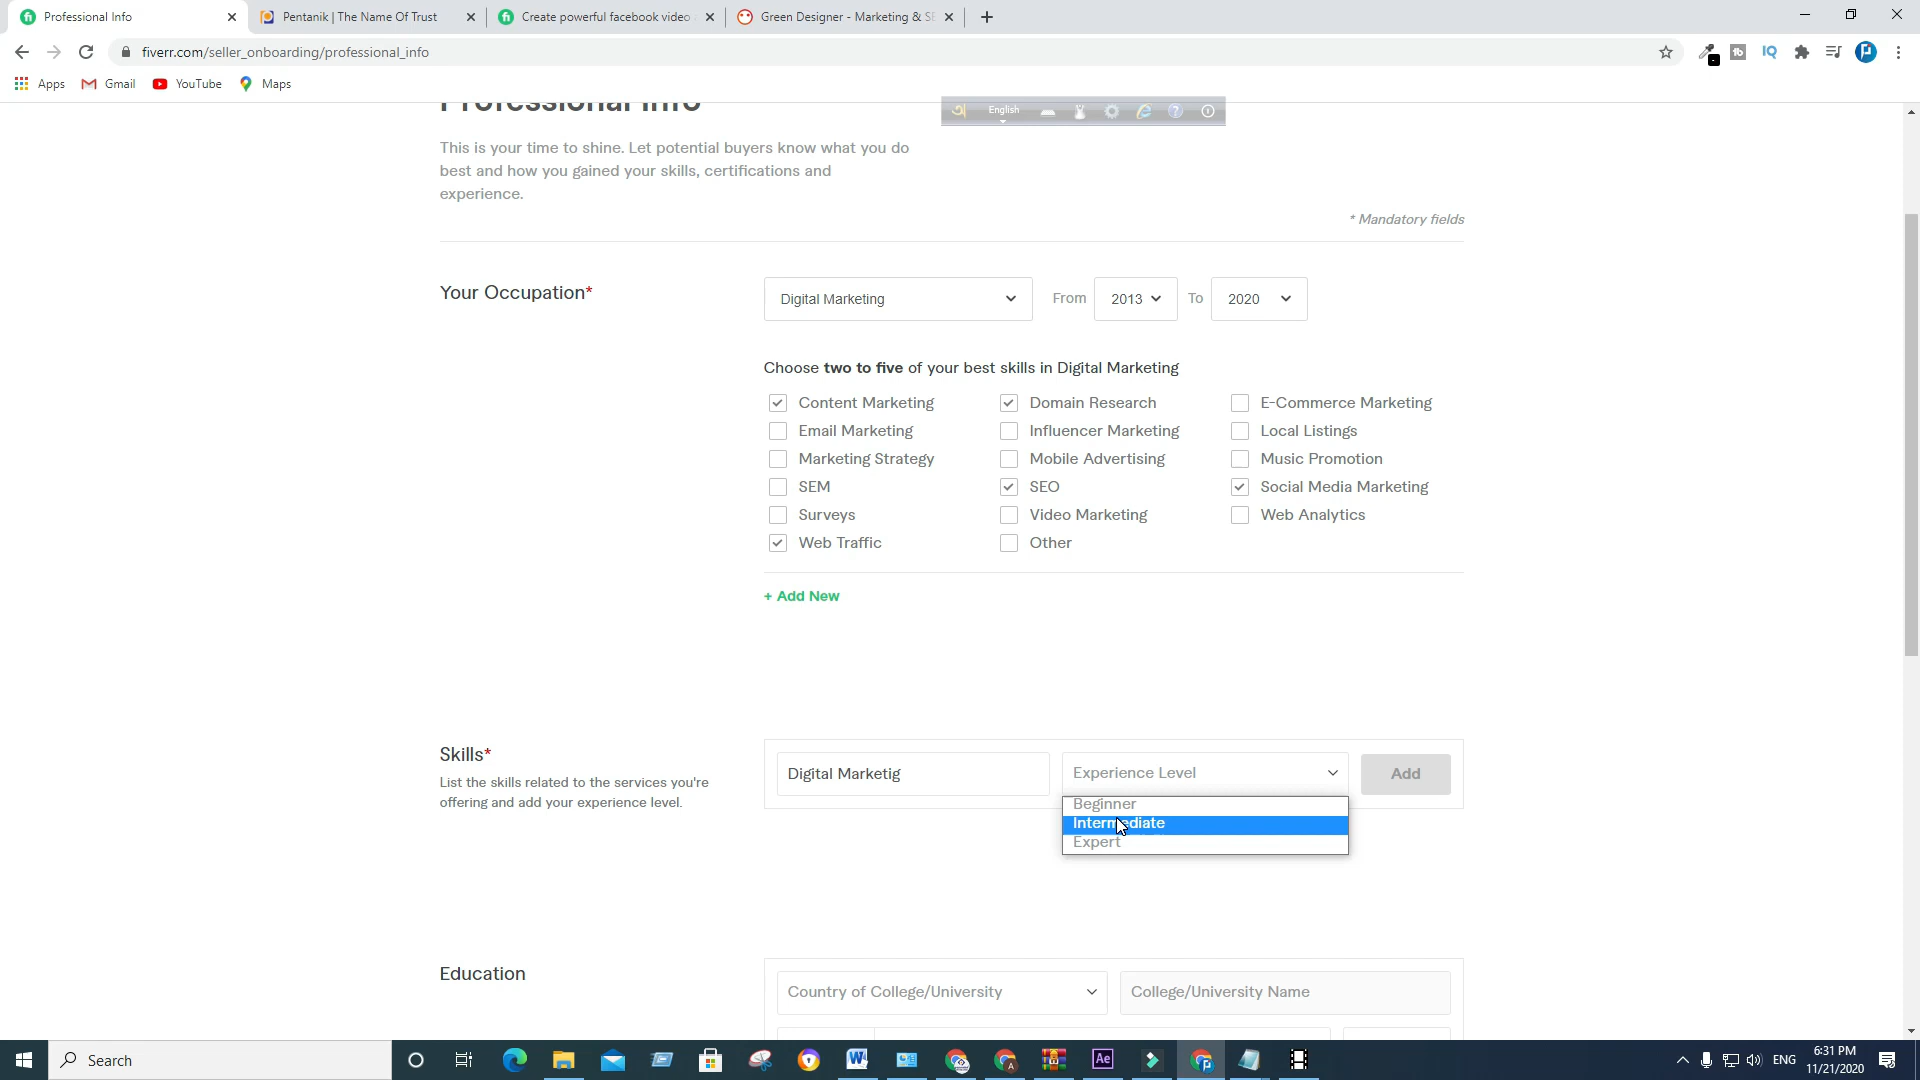 Professional Info
Pentanik | The Name Of Trust
Create powerful facebook video
Green Designer - Marketing & SE
fiverr.com/seller_onboarding/professional_info
Apps
Gmail
YouTube
Maps
Professional Info
English
This is your time to shine. Let potential buyers know what you do
best and how you gained your skills, certifications and
experience.
* Mandatory fields
Your Occupation*
Digital Marketing
From
2013
To
2020
Choose two to five of your best skills in Digital Marketing
Content Marketing
Domain Research
E-Commerce Marketing
Email Marketing
Influencer Marketing
Local Listings
Marketing Strategy
Mobile Advertising
Music Promotion
SEM
SEO
Social Media Marketing
Surveys
Video Marketing
Web Analytics
Web Traffic
Other
+ Add New
Skills*
List the skills related to the services you're
offering and add your experience level.
Digital Marketig
Experience Level
Add
Beginner
Intermediate
Expert
Education
Country of College/University
College/University Name
Search
ENG
6:31 PM
11/21/2020